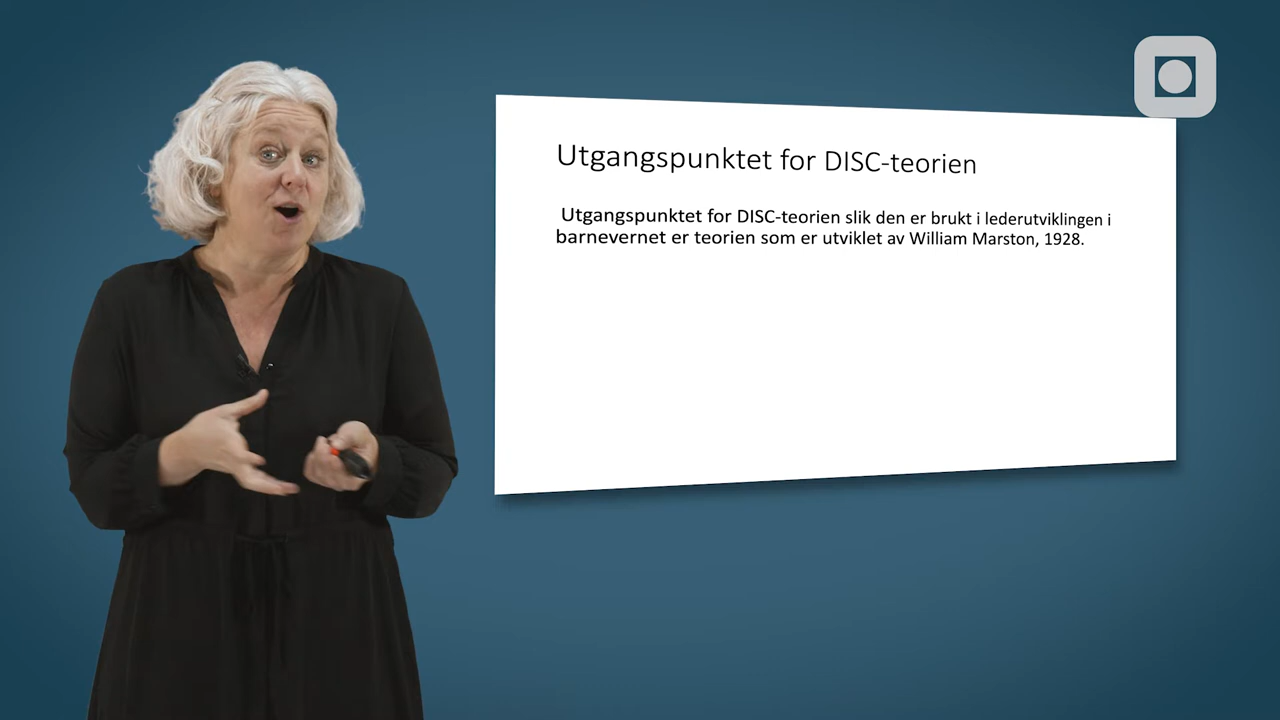 Utgangspunktet for DISC-teorien
Utgangspunktet for DISC-teorien slik den er brukt i lederutviklingen i
barnevernet er teorien som er utviklet av William Marston, 1928.